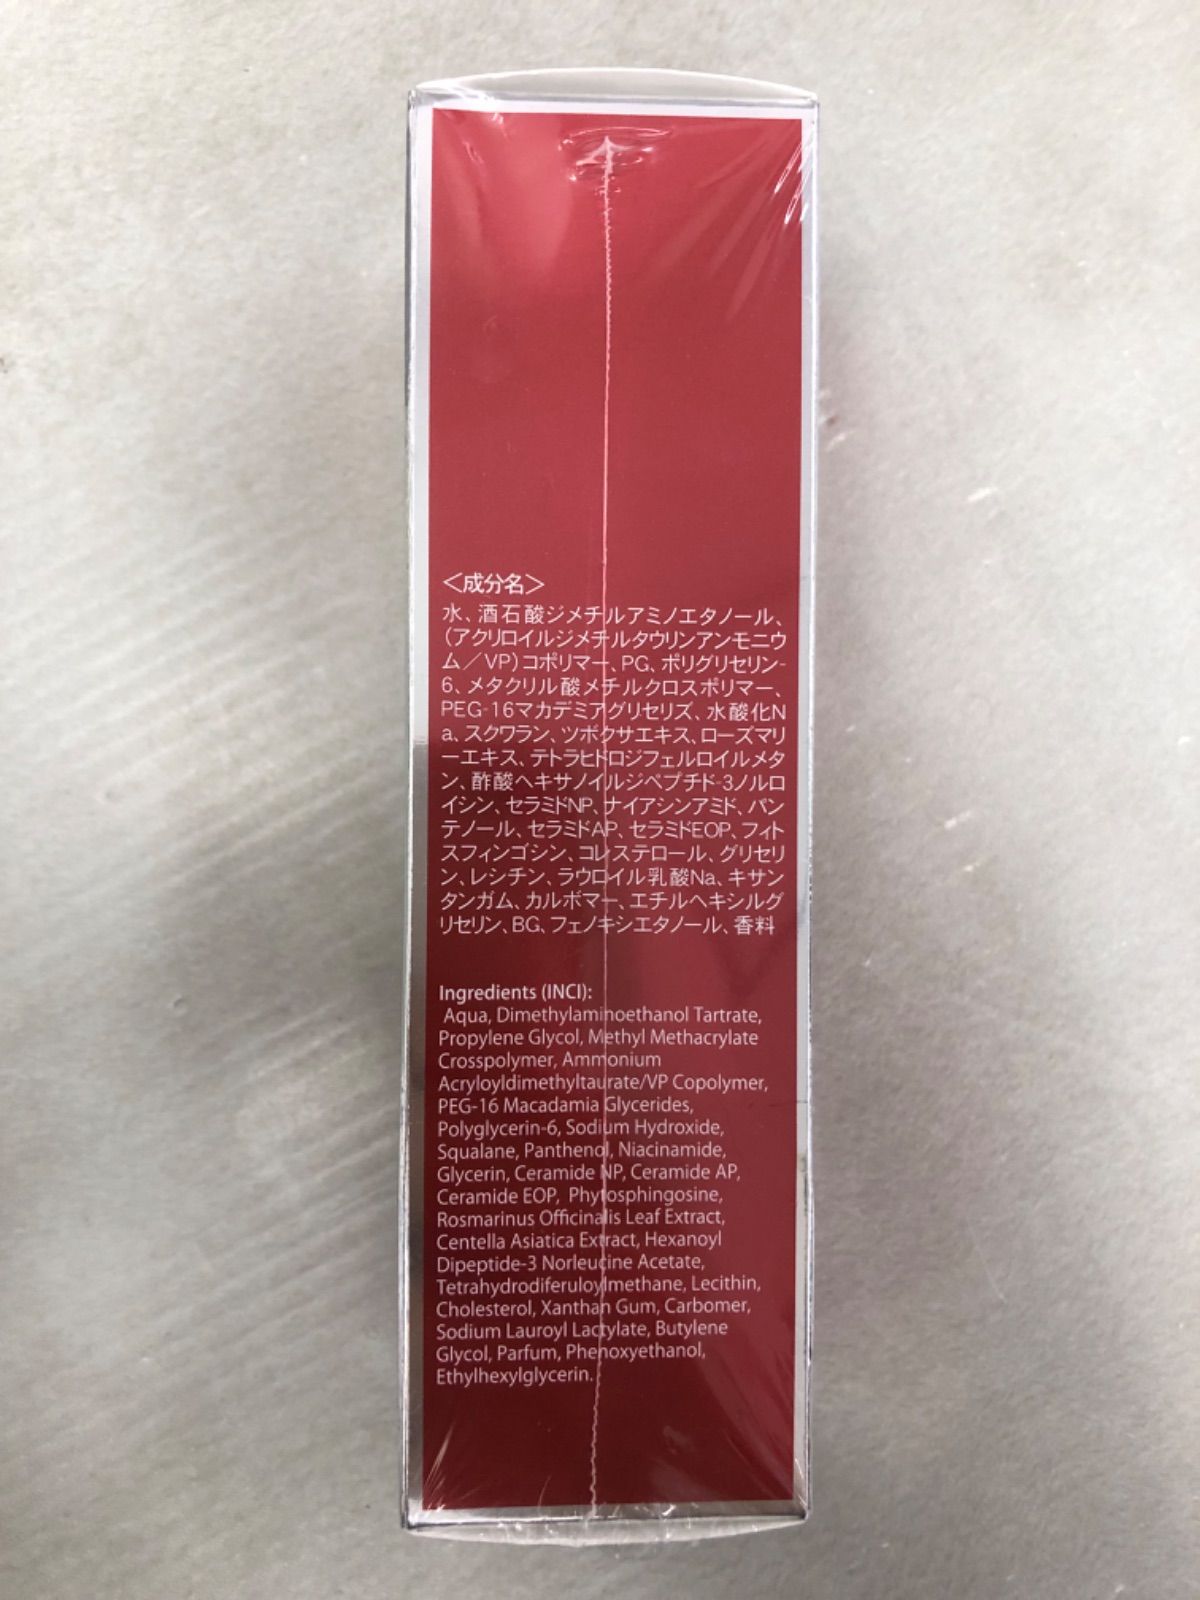 ＜成分名＞
水、酒石酸ジメチルアミノエタノール、
（アクリロイルジメチルタウリンアンモニウ
ム／VP）コポリマー、PG、ポリグリセリン-
6、メタクリル酸メチルクロスポリマー、
PEG-16マカデミアグリセリズ、水酸化N
a、スクワラン、ツボクサエキス、ローズマリ
ーエキス、テトラヒドロジフェルロイルメタ
ン、酢酸ヘキサノイルジペプチド-3ノルロ
イシン、セラミドNP、ナイアシンアミド、パン
テノール、セラミドAP、セラミドEOP、フィト
スフィンゴシン、コレステロール、グリセリ
ン、レシチン、ラウロイル乳酸Na、キサン
タンガム、カルボマー、エチルヘキシルグ
リセリン、BG、フェノキシエタノール、香料
Ingredients (INCI):
Aqua, Dimethylaminoethanol Tartrate,
Propylene Glycol, Methyl Methacrylate
Crosspolymer, Ammonium
Acryloyldimethyltaurate/VP Copolymer,
PEG-16 Macadamia Glycerides,
Polyglycerin-6, Sodium Hydroxide,
Squalane, Panthenol, Niacinamide,
Glycerin, Ceramide NP, Ceramide AP,
Ceramide EOP, Phytosphingosine,
Rosmarinus Officinalis Leaf Extract,
Centella Asiatica Extract, Hexanoyl
Dipeptide-3 Norleucine Acetate,
Tetrahydrodiferuloylmethane, Lecithin,
Cholesterol, Xanthan Gum, Carbomer,
Sodium Lauroyl Lactylate, Butylene
Glycol, Parfum, Phenoxyethanol,
Ethylhexylglycerin.